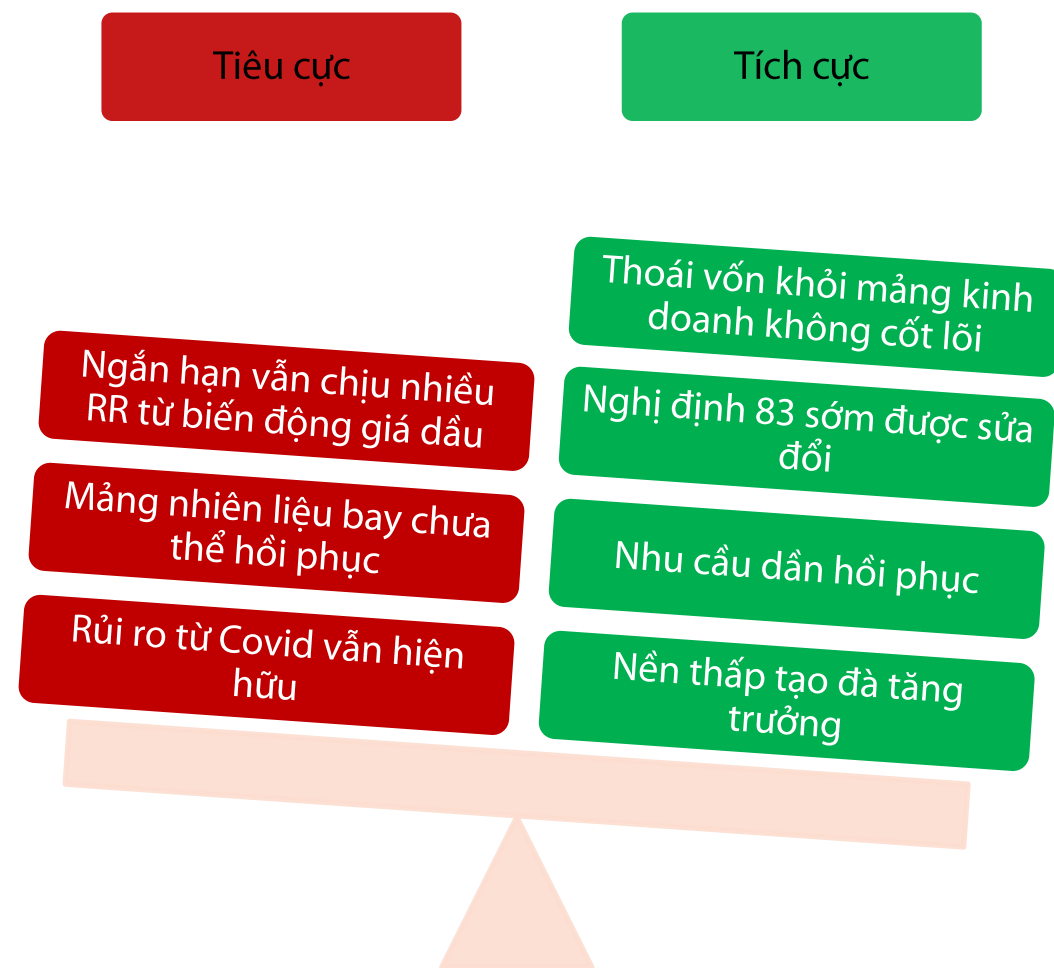 Tiêu cực
Tích cực
Ngắn hạn vẫn chịu nhiều
RR từ biến động giá dầu
Mảng nhiên liệu bay chưa
thể hồi phục
Rủi ro từ Covid vẫn hiện
hữu
Thoái vốn khỏi mảng kinh
doanh không cốt lõi
Nghị định 83 sớm được sửa
đổi
Nhu cầu dần hồi phục
Nền thấp tạo đà tăng
trưởng